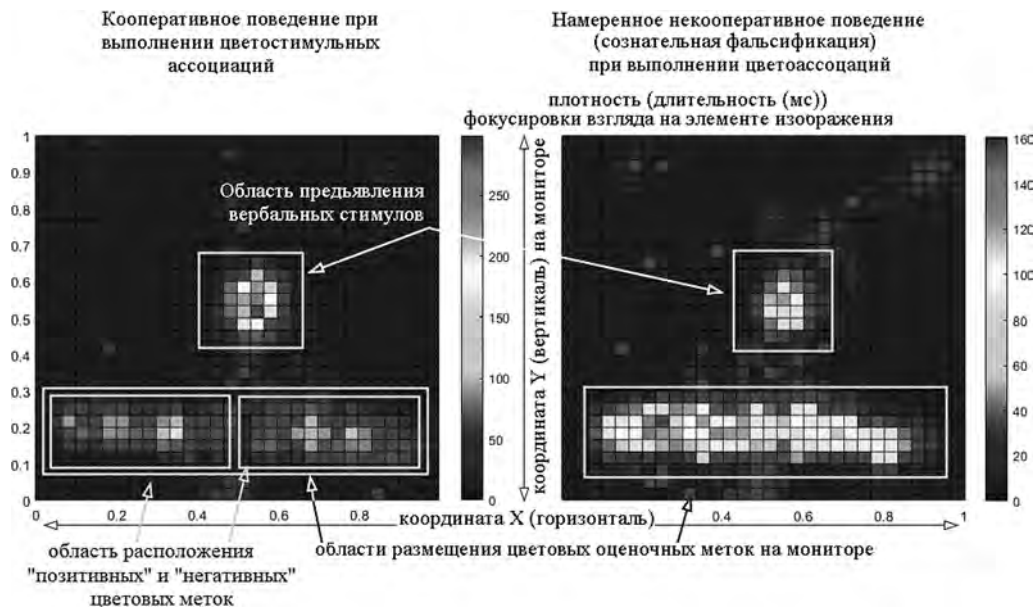 Кооперативное поведение при
выполнении цветостимульных
ассоциаций
Намеренное некооперативное поведение
(сознательная фальсификация)
при выполнении цветоассоцаций
плотность (длительность (мс))
фокусировки взгляда на элементе изображения
1
0.9
0.8
0.7
0.6
0.5
0.4
0.3
0.2
0.1
0
0
0.2
0.4
0.6
0.8
250
200
150
100
50
0
Область предъявления
вербальных стимулов
координата Y (вертикаль) на мониторе
0.4
0.6
0.8
1
160
140
120
100
80
60
40
20
0
координата X (горизонталь)
область расположения
"позитивных" и "негативных"
цветовых меток
области размещения цветовых оценочных меток на мониторе